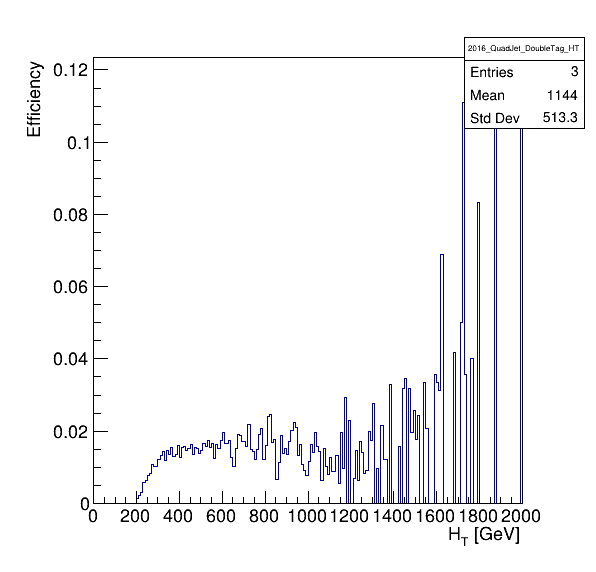 2016_QuadJet_DoubleTag_HT
Entries 3
Mean 1144
Std Dev 513.3
Efficiency
0.12
0.1
0.08
0.06
0.04
0.02
0
0 200 400 600 800 1000 1200 1400 1600 1800 2000
H_T [GeV]